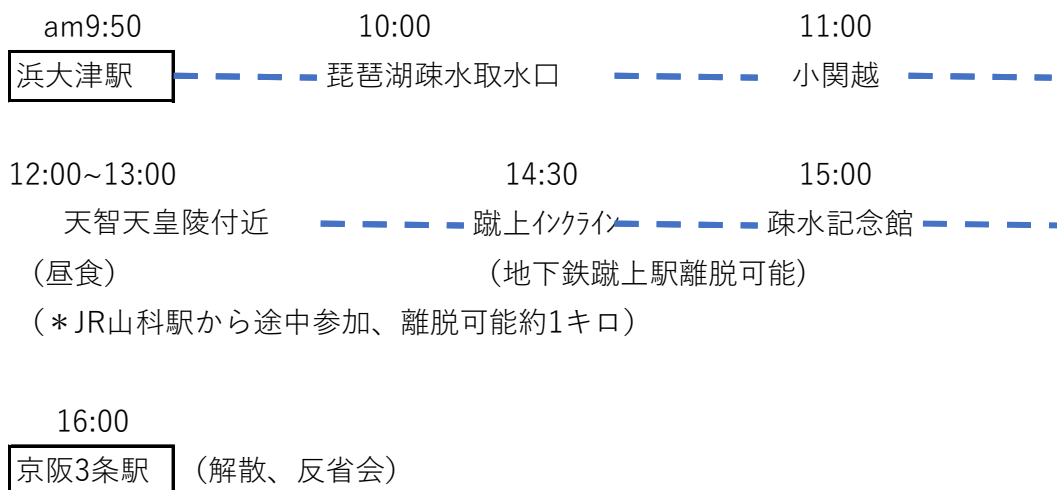 am9:50 10:00 11:00
浜大津駅 琵琶湖疎水取水口 小関越
12:00~13:00 14:30 15:00
天智天皇陵付近 蹴上ｲﾝｸﾗｲﾝ 疎水記念館
（昼食） （地下鉄蹴上駅離脱可能）
（＊JR山科駅から途中参加、離脱可能約1キロ）
16:00
京阪3条駅 （解散、反省会）